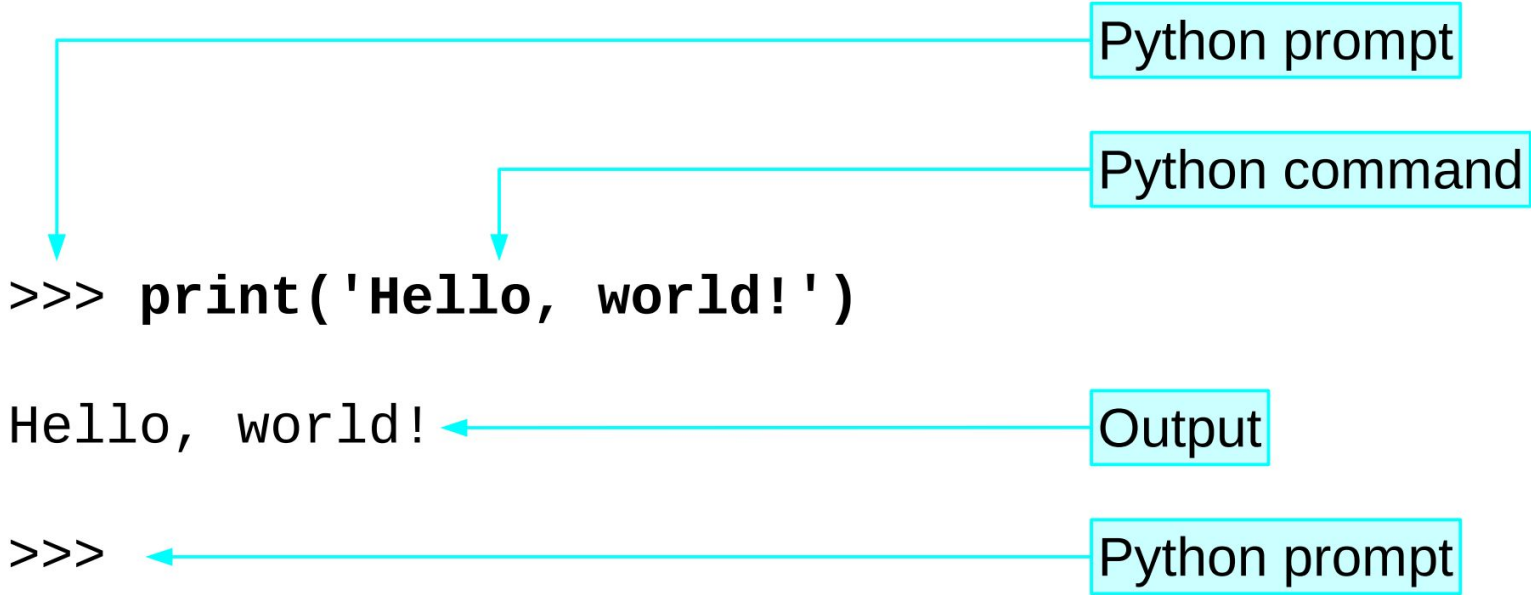 Python prompt
Python command
>>> print('Hello, world!')
Hello, world!
Output
>>>
Python prompt